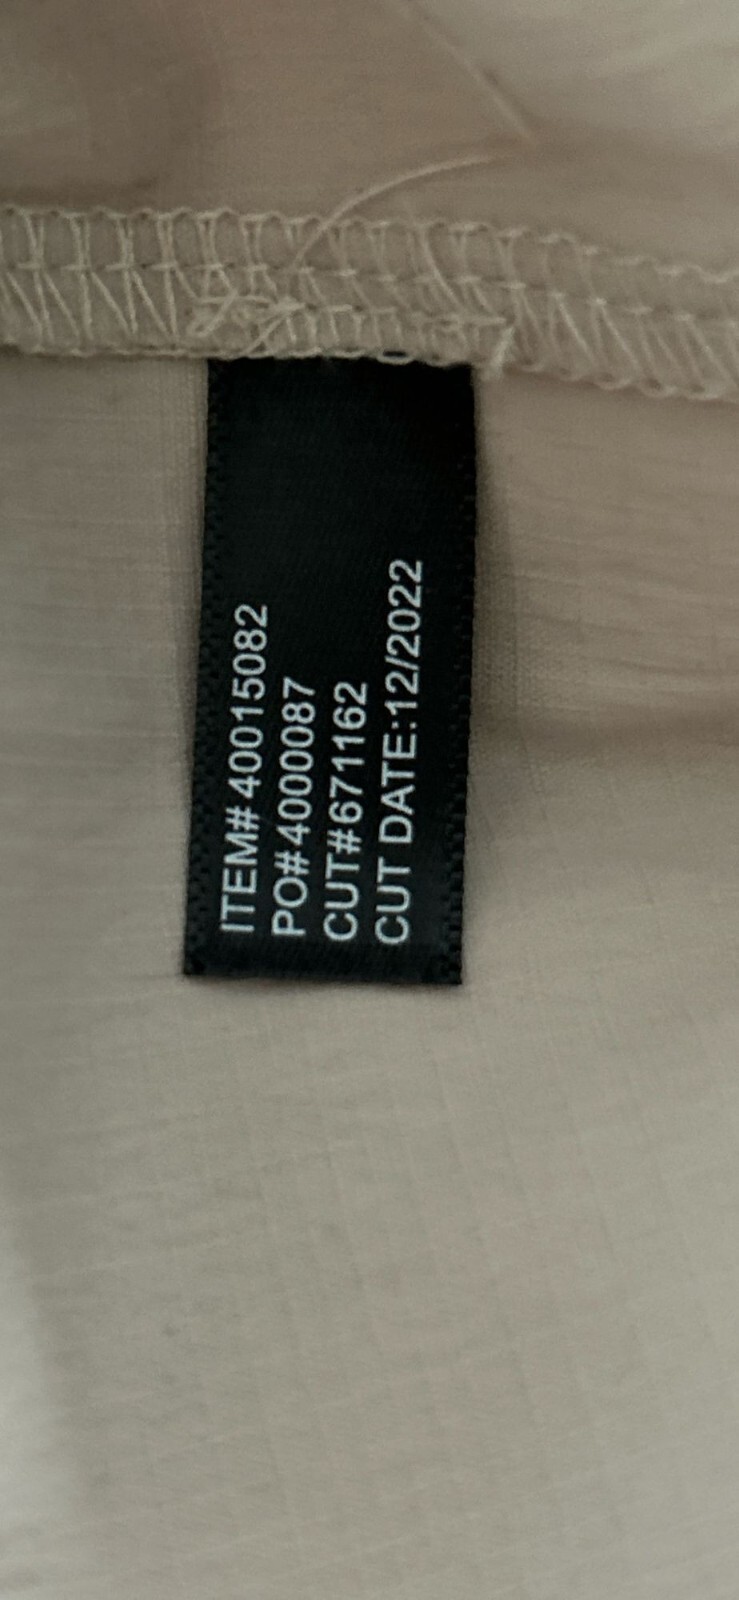 ITEM# 40015082
PO#4000087
CUT#671162
CUT DATE:12/2022